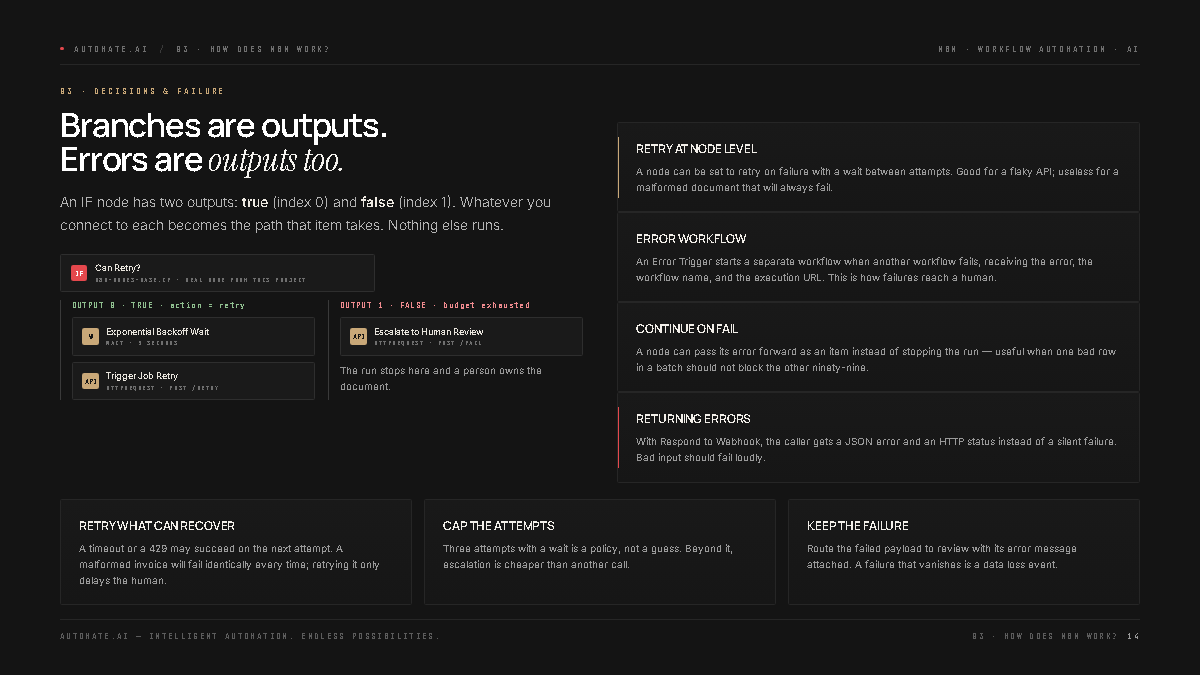 AUTOMATE.AI / 03 · HOW DOES N8N WORK?
N8N · WORKFLOW AUTOMATION · AI
03 · DECISIONS & FAILURE
Branches are outputs.
Errors are outputs too.
An IF node has two outputs: true (index 0) and false (index 1). Whatever you
connect to each becomes the path that item takes. Nothing else runs.
IF
Can Retry?
N8N-NODES-BASE.IF · REAL NODE FROM THIS PROJECT
OUTPUT 0 · TRUE · action = retry
W
Exponential Backoff Wait
WAIT · 5 SECONDS
API
Trigger Job Retry
HTTPREQUEST · POST /RETRY
OUTPUT 1 · FALSE · budget exhausted
API
Escalate to Human Review
HTTPREQUEST · POST /FAIL
The run stops here and a person owns the
document.
RETRY AT NODE LEVEL
A node can be set to retry on failure with a wait between attempts. Good for a flaky API; useless for a
malformed document that will always fail.
ERROR WORKFLOW
An Error Trigger starts a separate workflow when another workflow fails, receiving the error, the
workflow name, and the execution URL. This is how failures reach a human.
CONTINUE ON FAIL
A node can pass its error forward as an item instead of stopping the run — useful when one bad row
in a batch should not block the other ninety-nine.
RETURNING ERRORS
With Respond to Webhook, the caller gets a JSON error and an HTTP status instead of a silent failure.
Bad input should fail loudly.
RETRY WHAT CAN RECOVER
A timeout or a 429 may succeed on the next attempt. A
malformed invoice will fail identically every time; retrying it only
delays the human.
CAP THE ATTEMPTS
Three attempts with a wait is a policy, not a guess. Beyond it,
escalation is cheaper than another call.
KEEP THE FAILURE
Route the failed payload to review with its error message
attached. A failure that vanishes is a data loss event.
AUTOMATE.AI — INTELLIGENT AUTOMATION. ENDLESS POSSIBILITIES.
03 · HOW DOES N8N WORK? 14